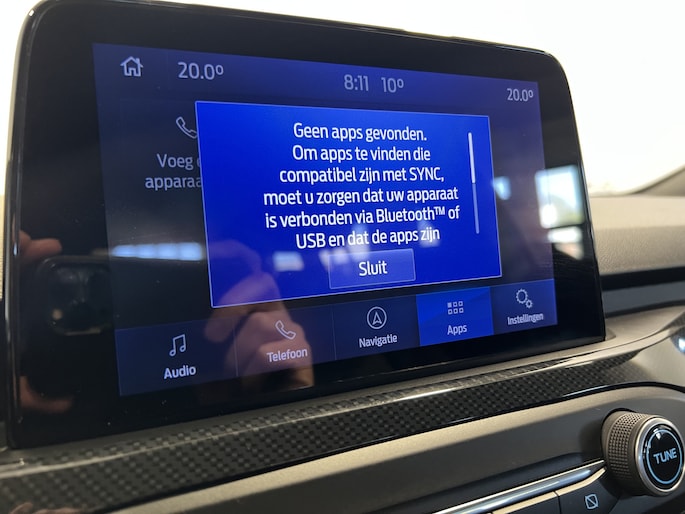 20.0° 8:11 10° 20.0°
Voeg
apparaa
Geen apps gevonden.
Om apps te vinden die
compatibel zijn met SYNC,
moet u zorgen dat uw apparaat
is verbonden via Bluetooth™ of
USB en dat de apps zijn
Sluit
Audio
Telefoon
Navigatie
Apps
Instellingen
TUNE